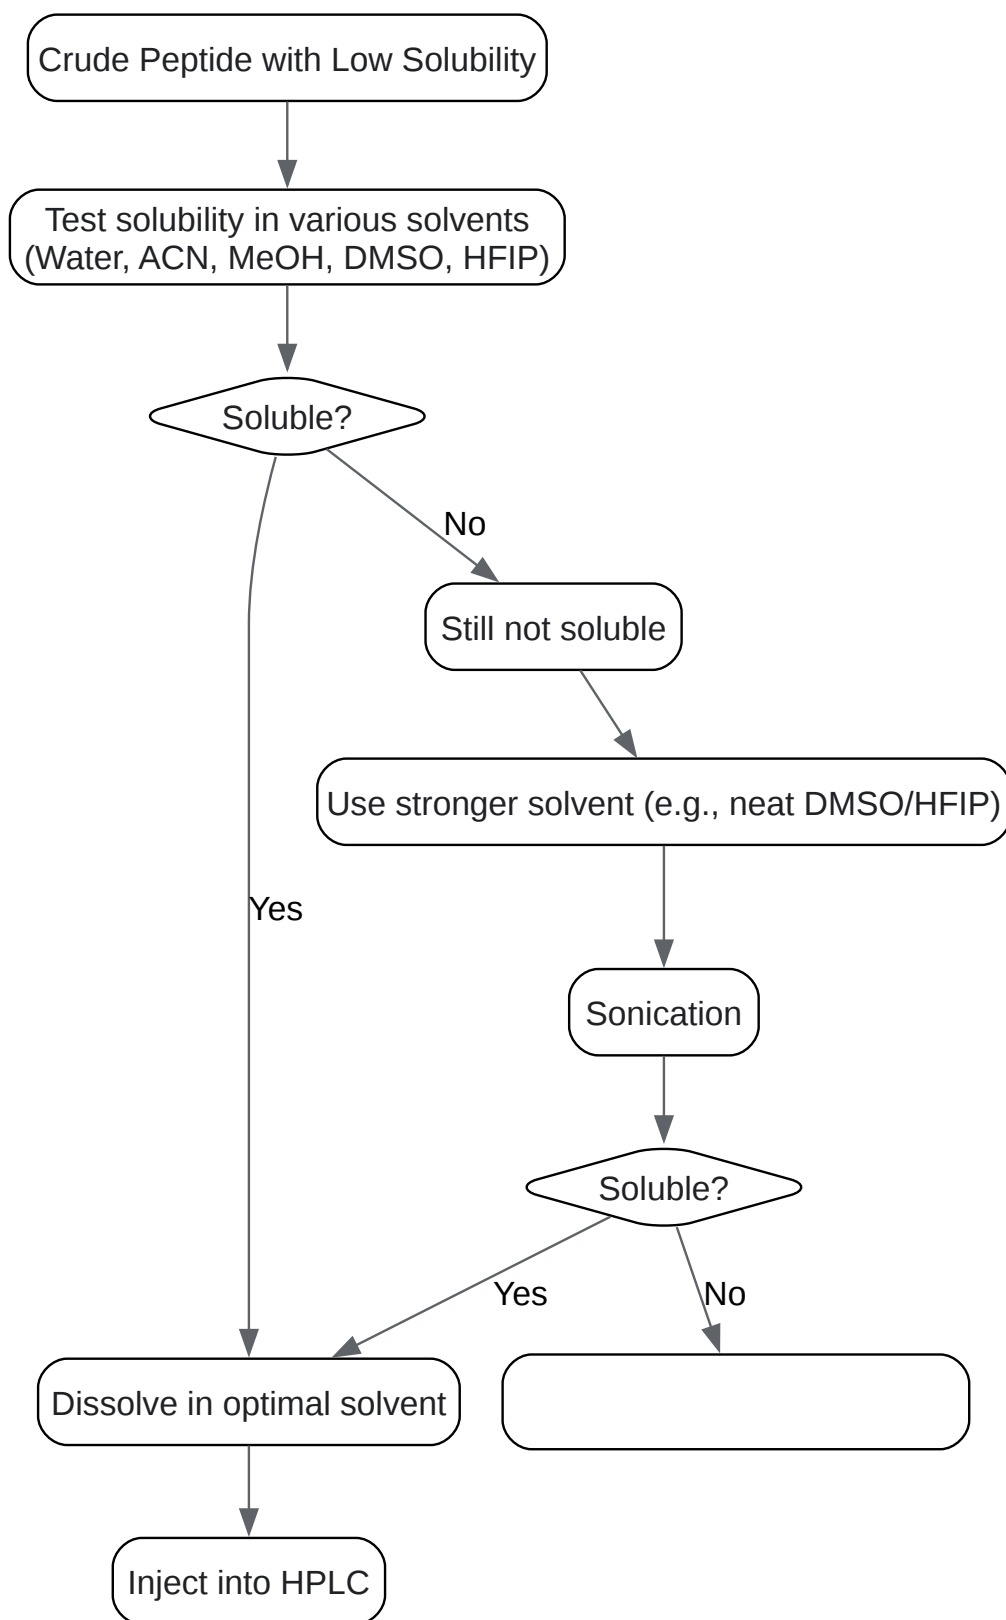 Crude Peptide with Low Solubility
Test solubility in various solvents
(Water, ACN, MeOH, DMSO, HFIP)
Soluble?
No
Still not soluble
Use stronger solvent (e.g., neat DMSO/HFIP)
Yes
Sonication
Soluble?
Yes
No
Dissolve in optimal solvent
Inject into HPLC